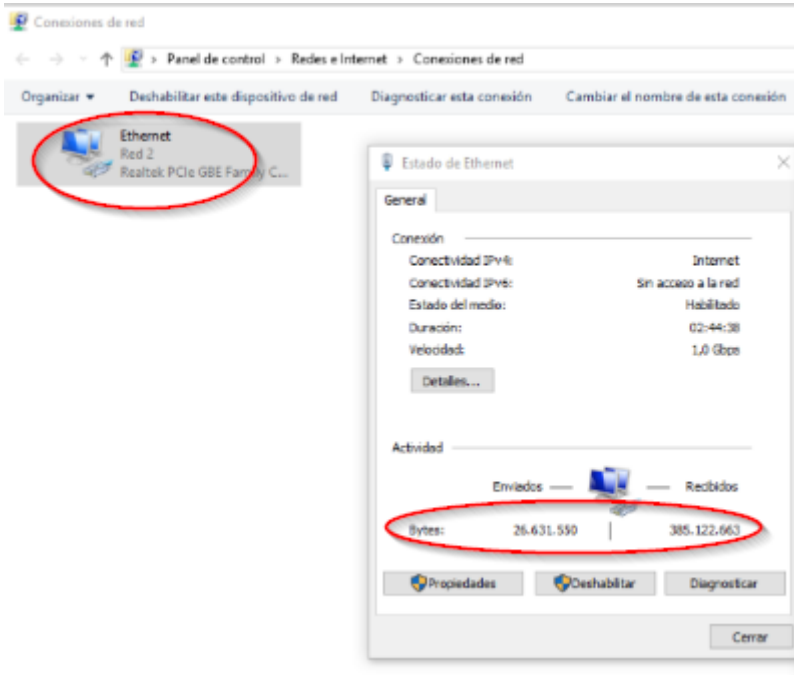 Conexiones de red
Panel de control > Redes e Internet > Conexiones de red
Organizar Deshabilitar este dispositivo de red Diagnosticar esta conexión Cambiar el nombre de esta conexión
Ethernet
Red 2
Realtek PCIe GBE Family C...
Estado de Ethernet
General
Conexión
Conectividad IPv4: Internet
Conectividad IPv6: Sin acceso a la red
Estado del medio: Habilitado
Duración: 02:44:38
Velocidad: 1,0 Gbps
Detalles...
Actividad
Enviados — — Recibidos
Bytes: 26.631.550 | 385.122.663
Propiedades Deshabilitar Diagnosticar
Cerrar